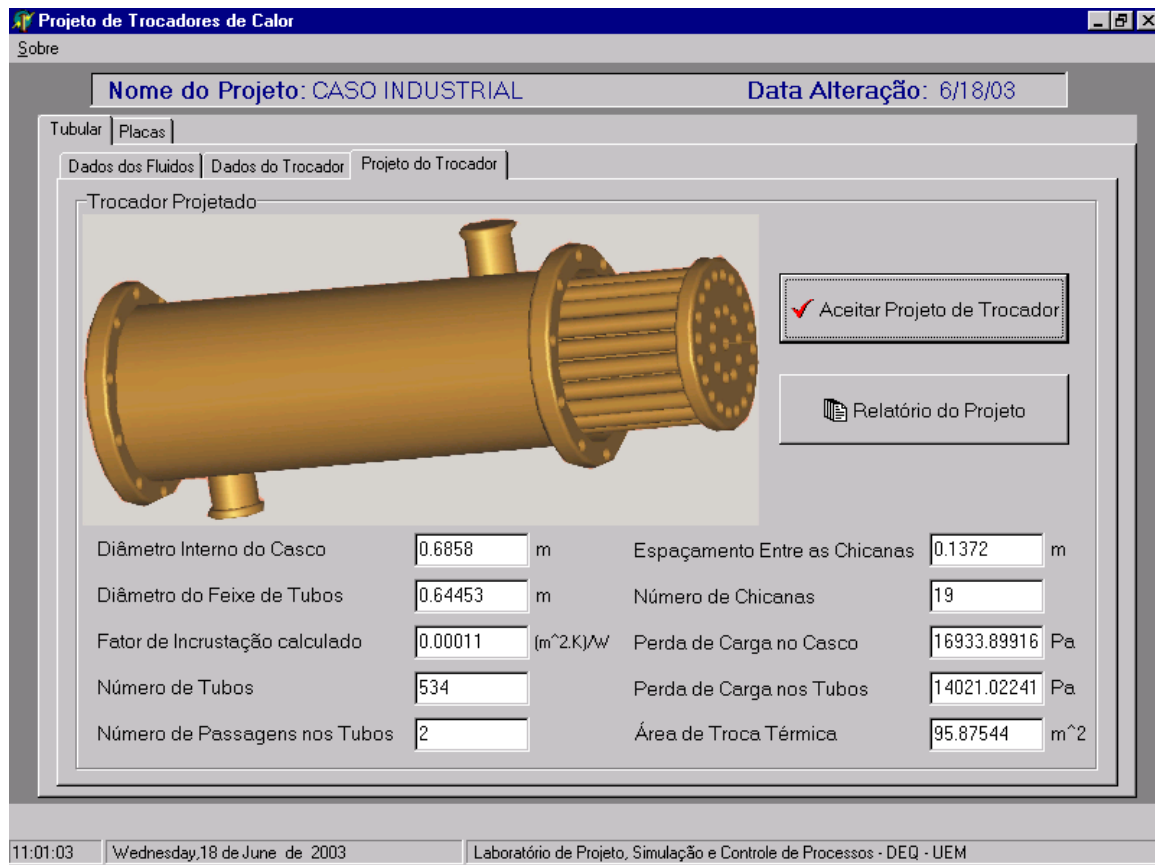 Projeto de Trocadores de Calor
Sobre
Nome do Projeto: CASO INDUSTRIAL Data Alteração: 6/18/03
Tubular Placas
Dados dos Fluidos Dados do Trocador Projeto do Trocador
Trocador Projetado
Aceitar Projeto de Trocador
Relatório do Projeto
Diâmetro Interno do Casco 0.6858 m Espaçamento Entre as Chicanas 0.1372 m
Diâmetro do Feixe de Tubos 0.64453 m Número de Chicanas 19
Fator de Incrustação calculado 0.00011 (m^2.K)/W Perda de Carga no Casco 16933.89916 Pa
Número de Tubos 534 Perda de Carga nos Tubos 14021.02241 Pa
Número de Passagens nos Tubos 2 Área de Troca Térmica 95.87544 m^2
11:01:03 Wednesday,18 de June de 2003 Laboratório de Projeto, Simulação e Controle de Processos - DEQ - UEM